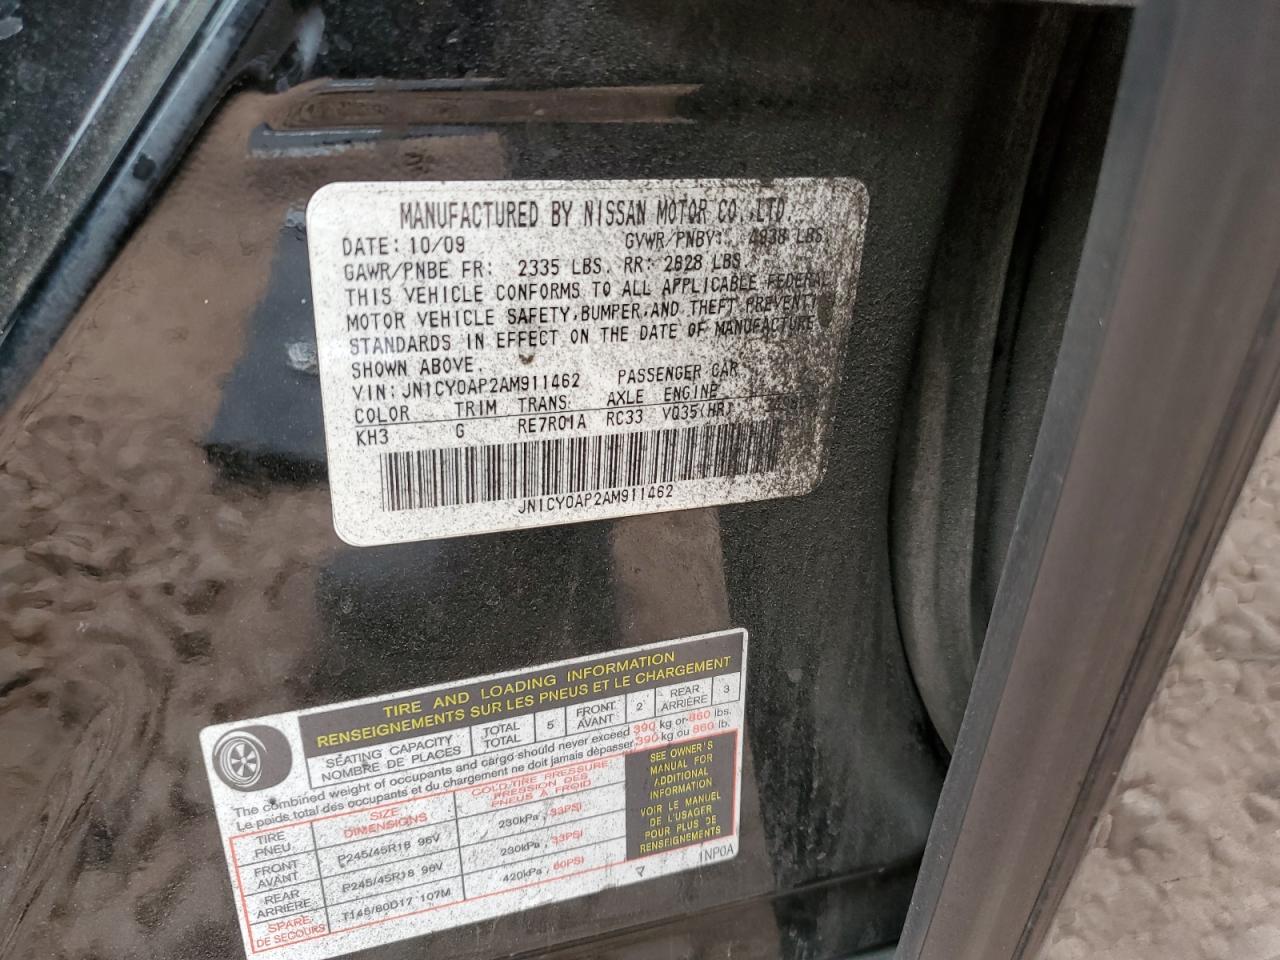 MANUFACTURED BY NISSAN MOTOR CO.,LTD.
DATE: 10/09 GVWR/PNBV: 4938 LBS.
GAWR/PNBE FR: 2335 LBS. RR: 2628 LBS
THIS VEHICLE CONFORMS TO ALL APPLICABLE FEDERAL
MOTOR VEHICLE SAFETY,BUMPER,AND THEFT PREVENT
STANDARDS IN EFFECT ON THE DATE OF MANUFACTURE
SHOWN ABOVE.
VIN: JN1CY0AP2AM911462 PASSENGER CAR
COLOR TRIM TRANS: AXLE ENGINE
KH3 G RE7R01A RC33 VQ35(HR)
JN1CY0AP2AM911462
TIRE AND LOADING INFORMATION
RENSEIGNEMENTS SUR LES PNEUS ET LE CHARGEMENT
SEATING CAPACITY TOTAL 5 FRONT 2 REAR 3
NOMBRE DE PLACES TOTAL AVANT ARRIÈRE
The combined weight of occupants and cargo should never exceed 390 kg or 860 lbs.
Le poids total des occupants et du chargement ne doit jamais dépasser 390 kg ou 860 lb.
TIRE SIZE COLD TIRE PRESSURE
PNEU DIMENSIONS PRESSION DES PNEUS À FROID
FRONT P245/45R18 96V 230kPa, 33PSI
AVANT
REAR P245/45R18 96V 230kPa, 33PSI
ARRIÈRE
SPARE T145/80D17 107M 420kPa, 60PSI
DE SECOURS
SEE OWNER'S
MANUAL FOR
ADDITIONAL
INFORMATION
VOIR LE MANUEL
DE L'USAGER
POUR PLUS DE
RENSEIGNEMENTS
1NP0A